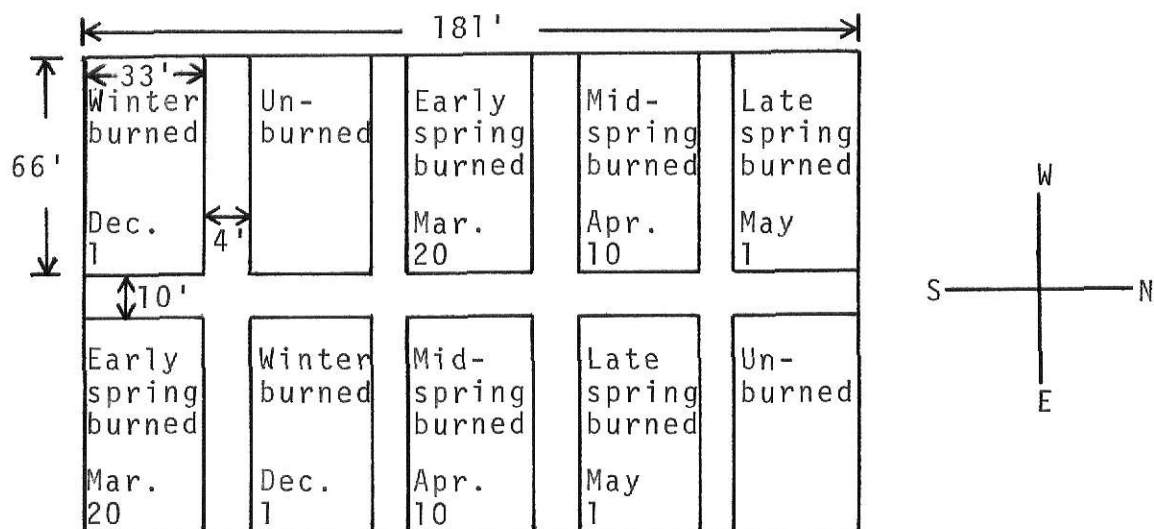 181'
33'
Winter
burned
Dec.
1
Un-
burned
Early
spring
burned
Mar.
20
Mid-
spring
burned
Apr.
10
Late
spring
burned
May
1
66'
4'
10'
Early
spring
burned
Mar.
20
Winter
burned
Dec.
1
Mid-
spring
burned
Apr.
10
Late
spring
burned
May
1
Un-
burned
W
S
N
E